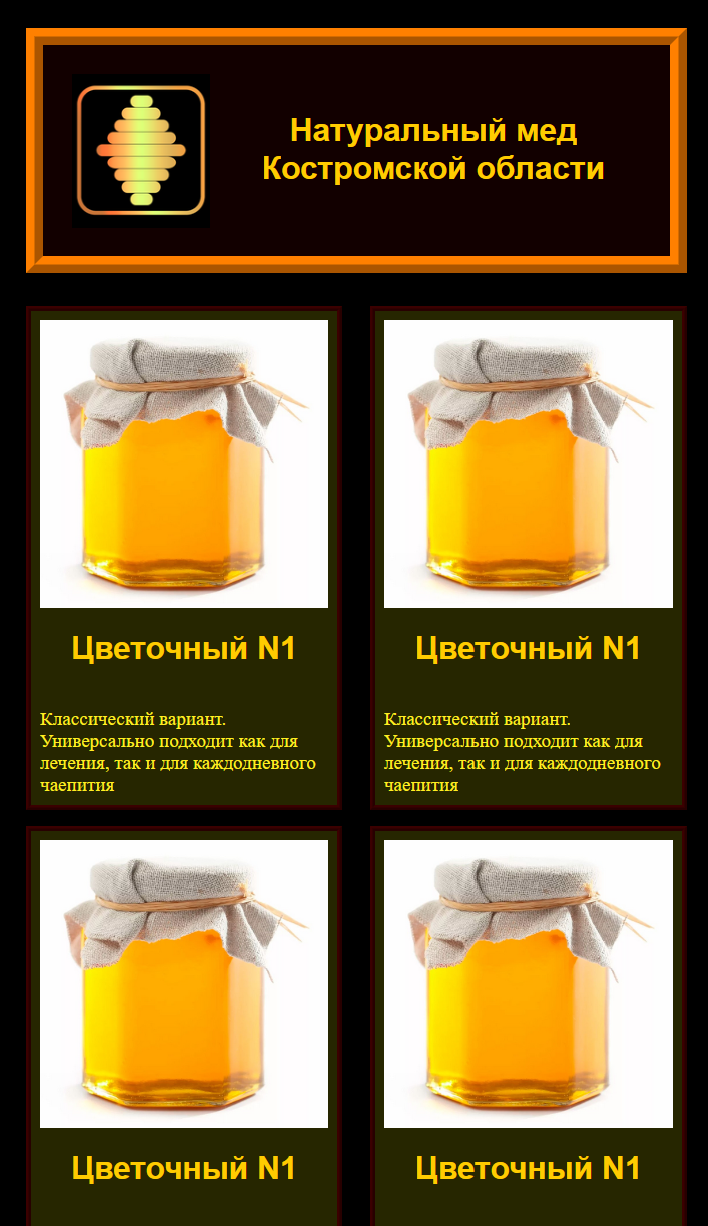 Натуральный мед
Костромской области
Цветочный N1
Классический вариант.
Универсально подходит как для
лечения, так и для каждодневного
чаепития
Цветочный N1
Классический вариант.
Универсально подходит как для
лечения, так и для каждодневного
чаепития
Цветочный N1
Цветочный N1